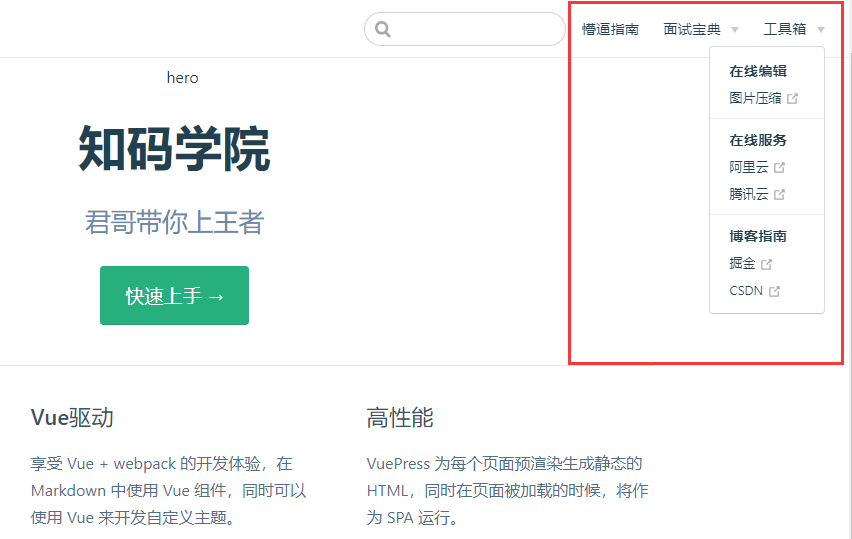 懵逼指南 面试宝典 工具箱
在线编辑
图片压缩
在线服务
阿里云
腾讯云
博客指南
掘金
CSDN
hero
知码学院
君哥带你上王者
快速上手 →
Vue驱动
享受 Vue + webpack 的开发体验，在
Markdown 中使用 Vue 组件，同时可以
使用 Vue 来开发自定义主题。
高性能
VuePress 为每个页面预渲染生成静态的
HTML，同时在页面被加载的时候，将作
为 SPA 运行。